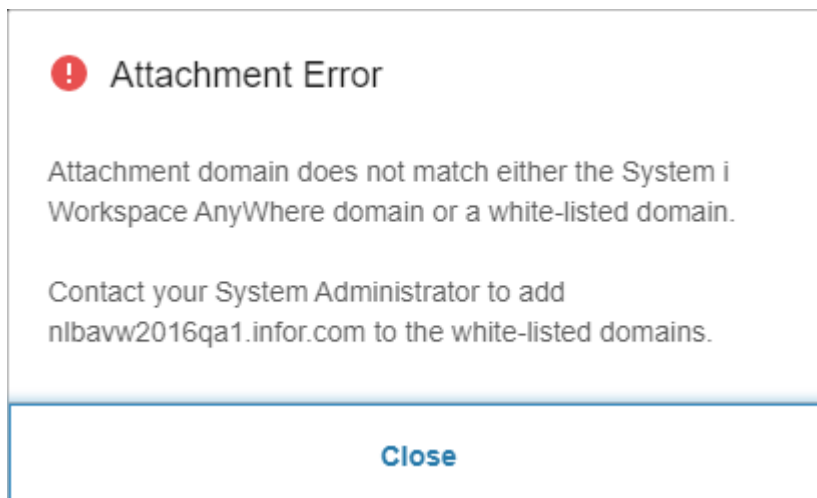 Attachment Error
Attachment domain does not match either the System i
Workspace AnyWhere domain or a white-listed domain.
Contact your System Administrator to add
nlbavw2016qa1.infor.com to the white-listed domains.
Close